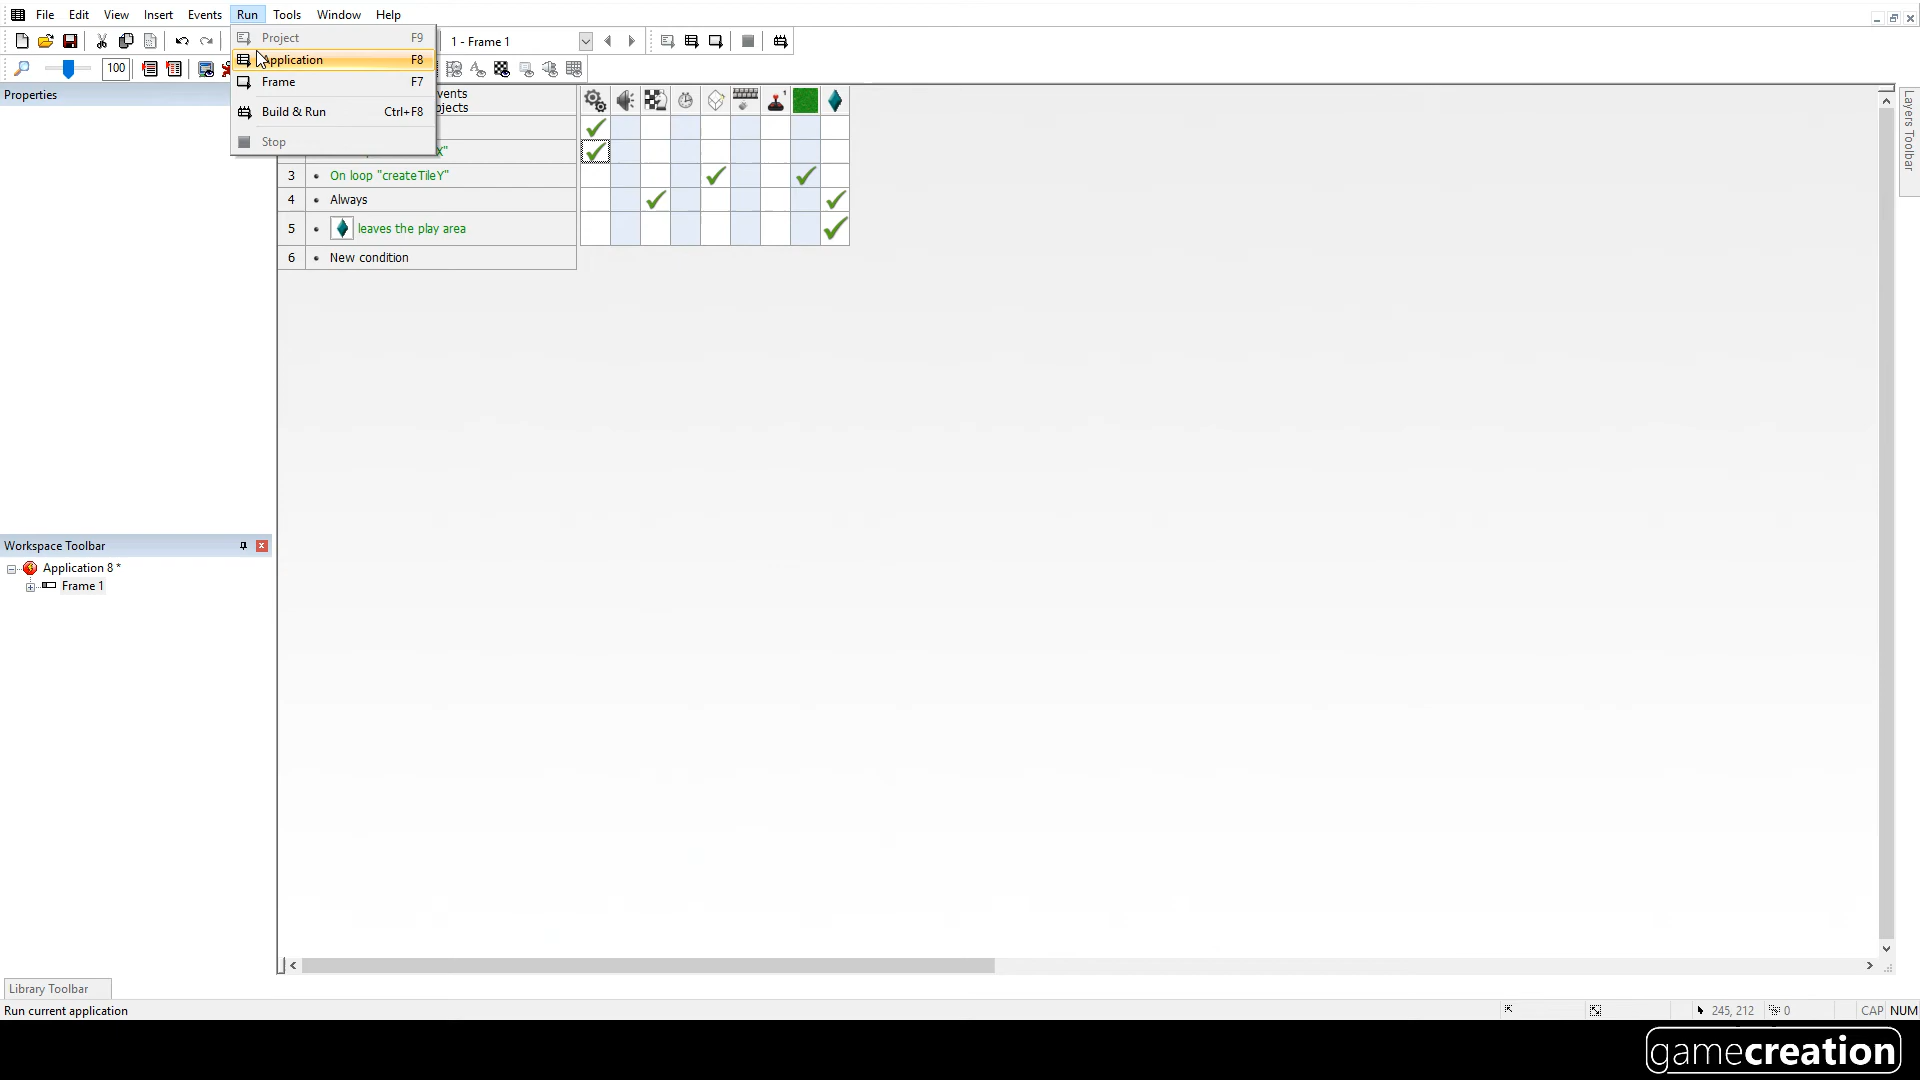 File Edit View Insert Events Run Tools Window Help
Project F9
1 - Frame 1
Application F8
100
Frame F7
Properties
Build & Run Ctrl+F8
Stop
3 • On loop "createTileY"
4 • Always
5 • leaves the play area
6 • New condition
Layers Toolbar
Workspace Toolbar
Application 8 *
Frame 1
Library Toolbar
Run current application
245, 212
0
CAP NUM
gamecreation